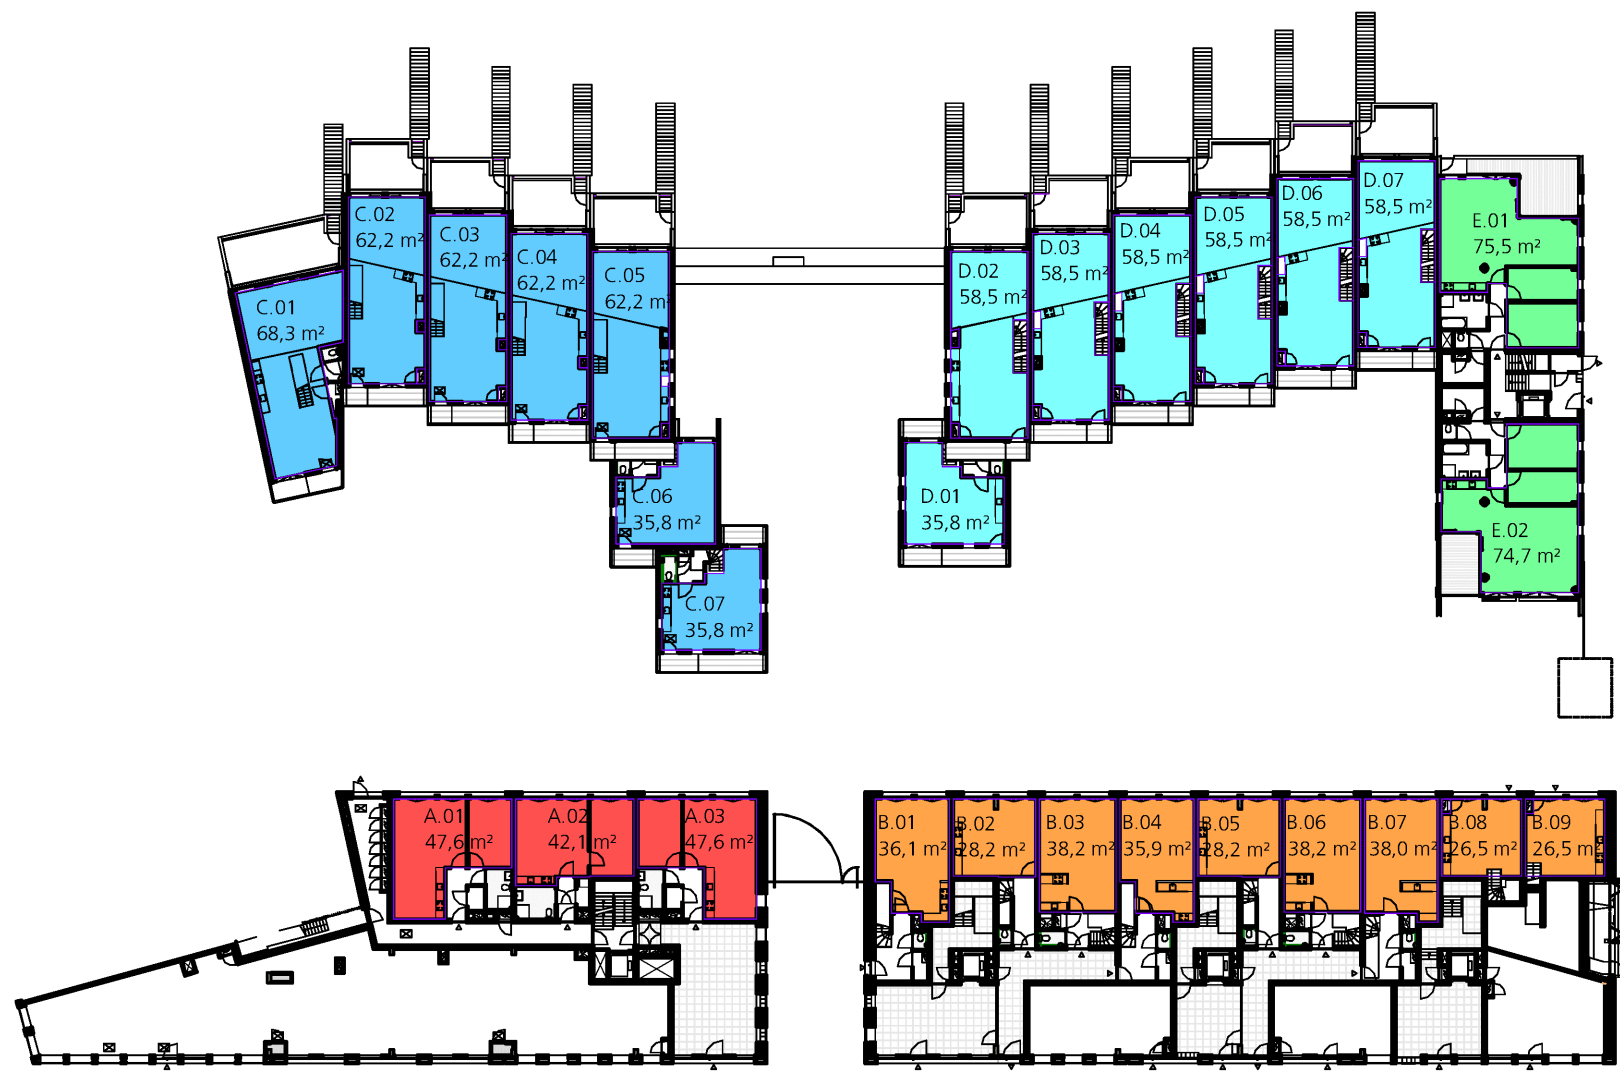 C.01
68,3 m²
C.02
62,2 m²
C.03
62,2 m²
C.04
62,2 m²
C.05
62,2 m²
C.06
35,8 m²
C.07
35,8 m²
D.01
35,8 m²
D.02
58,5 m²
D.03
58,5 m²
D.04
58,5 m²
D.05
58,5 m²
D.06
58,5 m²
D.07
58,5 m²
E.01
75,5 m²
E.02
74,7 m²
A.01
47,6 m²
A.02
42,1 m²
A.03
47,6 m²
B.01
36,1 m²
B.02
28,2 m²
B.03
38,2 m²
B.04
35,9 m²
B.05
28,2 m²
B.06
38,2 m²
B.07
38,0 m²
B.08
26,5 m²
B.09
26,5 m²